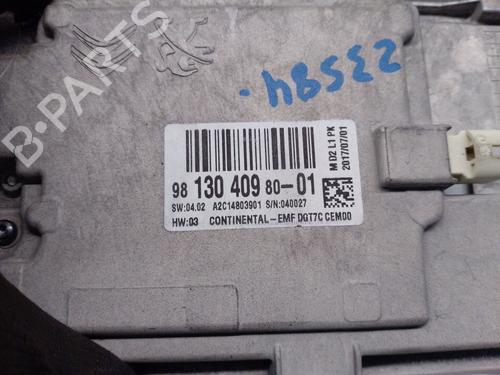 23584.
B-PARTS
98 130 409 80-01
SW:04.02 A2C14803901 S/N:040027
HW:03 CONTINENTAL-EMF DGT7C CEM00
M D2 L1 PK
2017/07/01